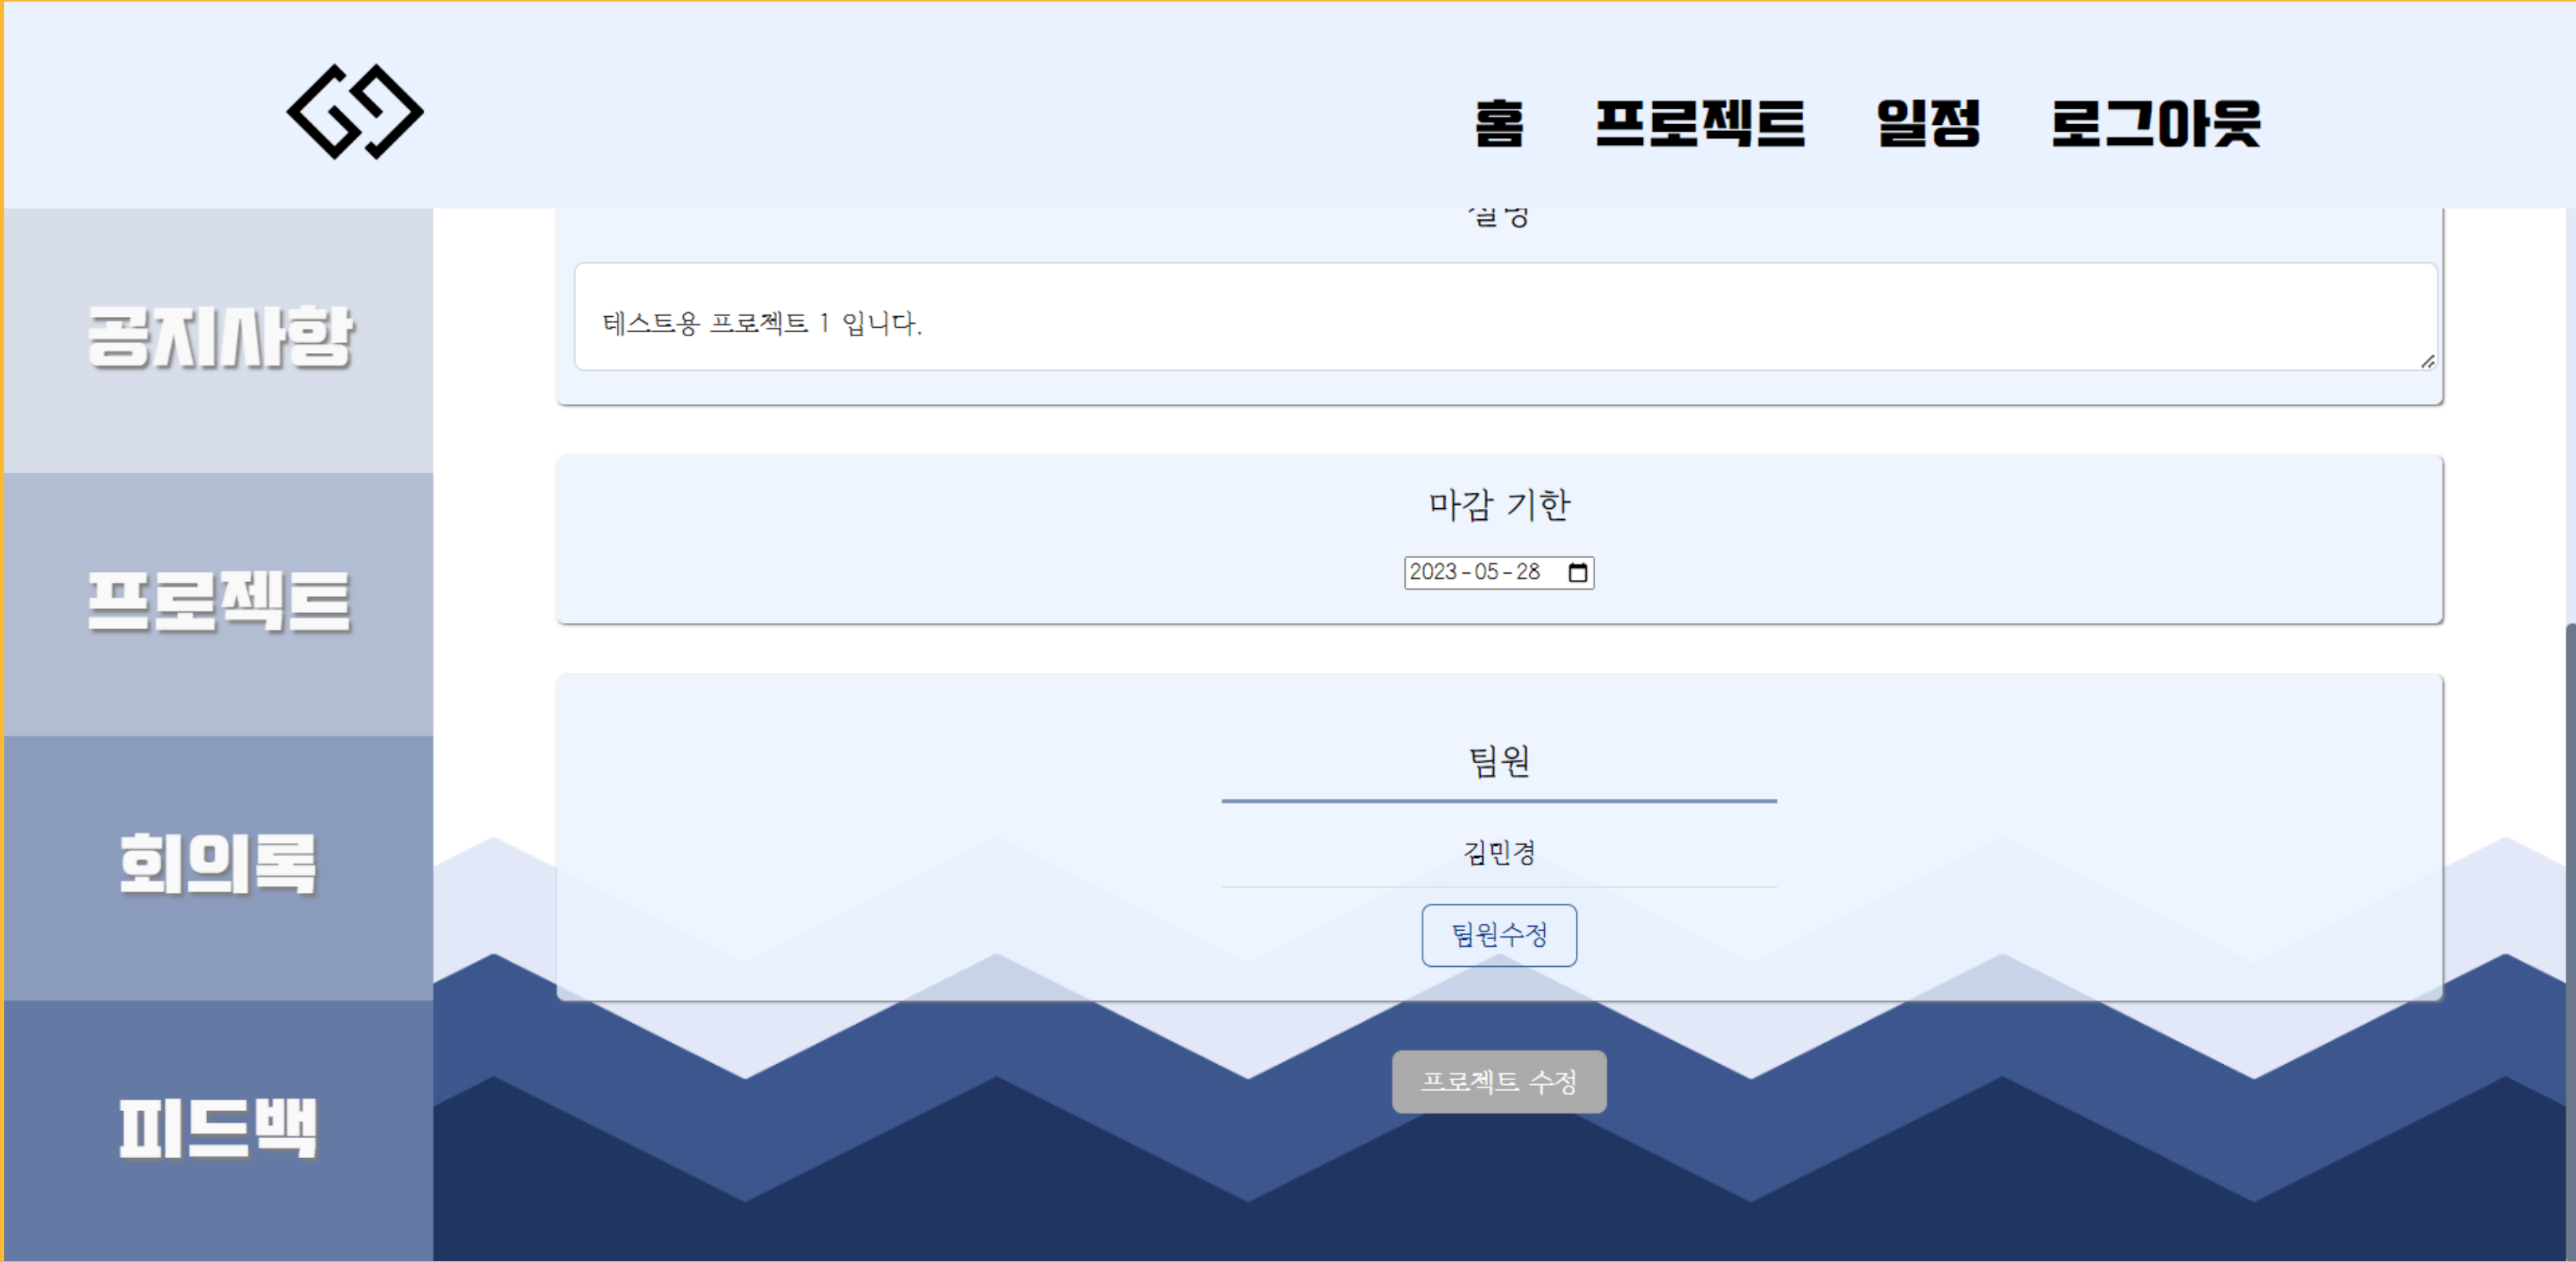 홈 프로젝트 일정 로그아웃
공지사항
프로젝트
회의록
피드백
설명
테스트용 프로젝트 1 입니다.
마감 기한
2023-05-28
팀원
김민경
팀원수정
프로젝트 수정